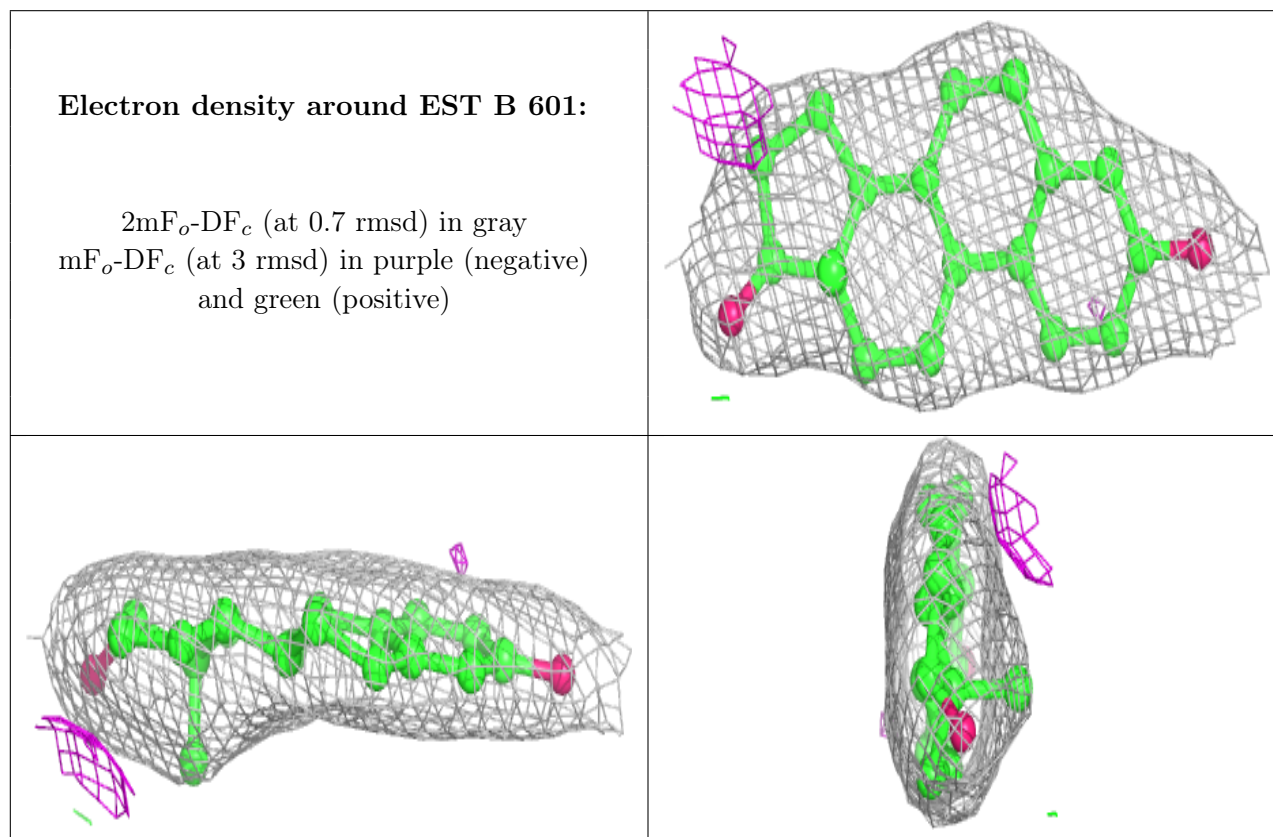 Electron density around EST B 601:
2mFₒ-DF𝒸 (at 0.7 rmsd) in gray
mFₒ-DF𝒸 (at 3 rmsd) in purple (negative)
and green (positive)